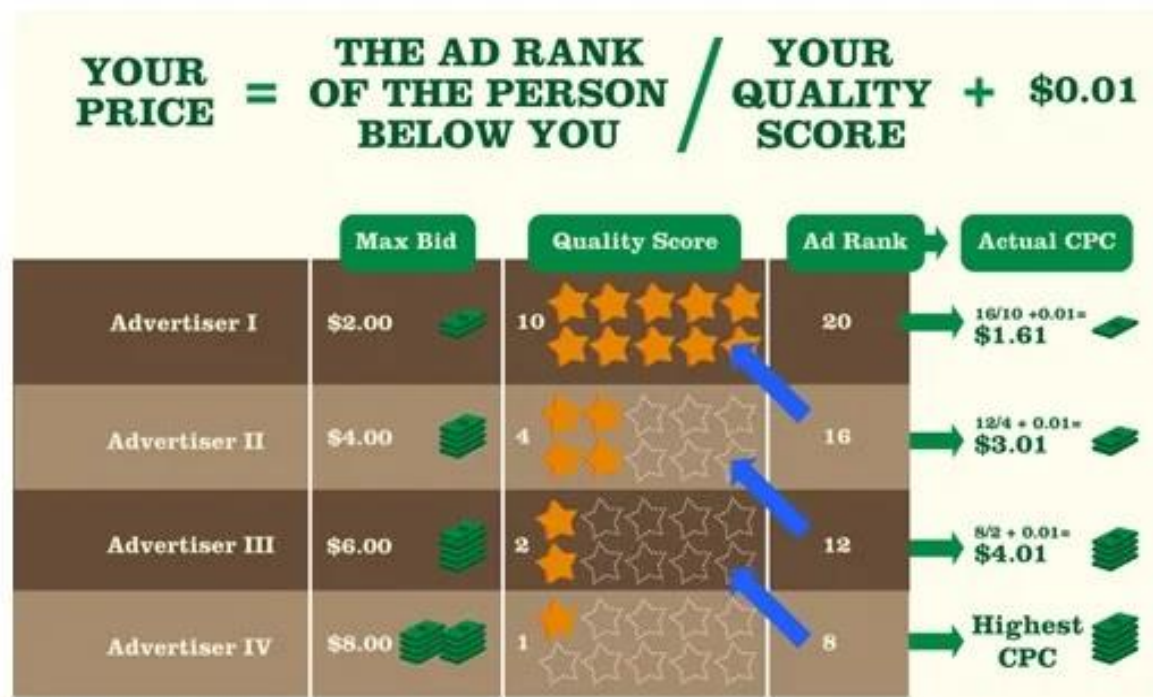 YOUR PRICE = THE AD RANK OF THE PERSON BELOW YOU / YOUR QUALITY SCORE + $0.01
Max Bid Quality Score Ad Rank Actual CPC
Advertiser I $2.00 10 20 16/10 +0.01= $1.61
Advertiser II $4.00 4 16 12/4 + 0.01= $3.01
Advertiser III $6.00 2 12 8/2 + 0.01= $4.01
Advertiser IV $8.00 1 8 Highest CPC